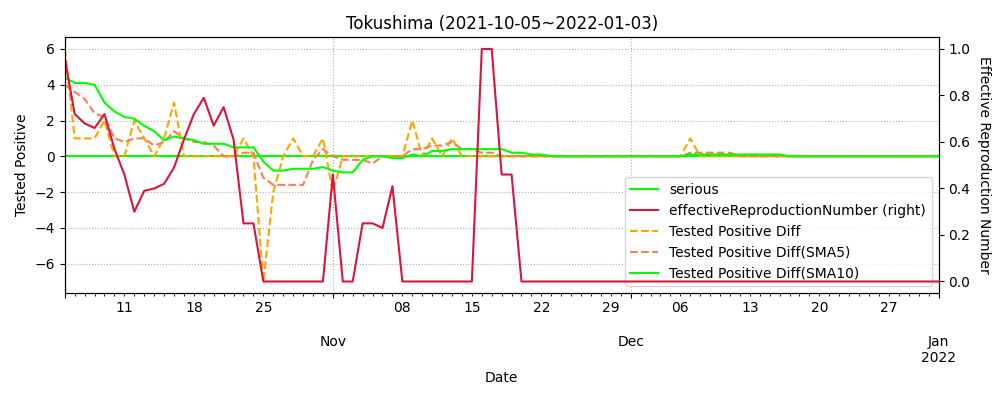 Tokushima (2021-10-05~2022-01-03)
Tested Positive
6
4
2
0
−2
−4
−6
1.0
0.8
0.6
0.4
0.2
0.0
Effective Reproduction Number
serious
effectiveReproductionNumber (right)
Tested Positive Diff
Tested Positive Diff(SMA5)
Tested Positive Diff(SMA10)
11 18 25 08 15 22 29 06 13 20 27
Nov Dec Jan
2022
Date